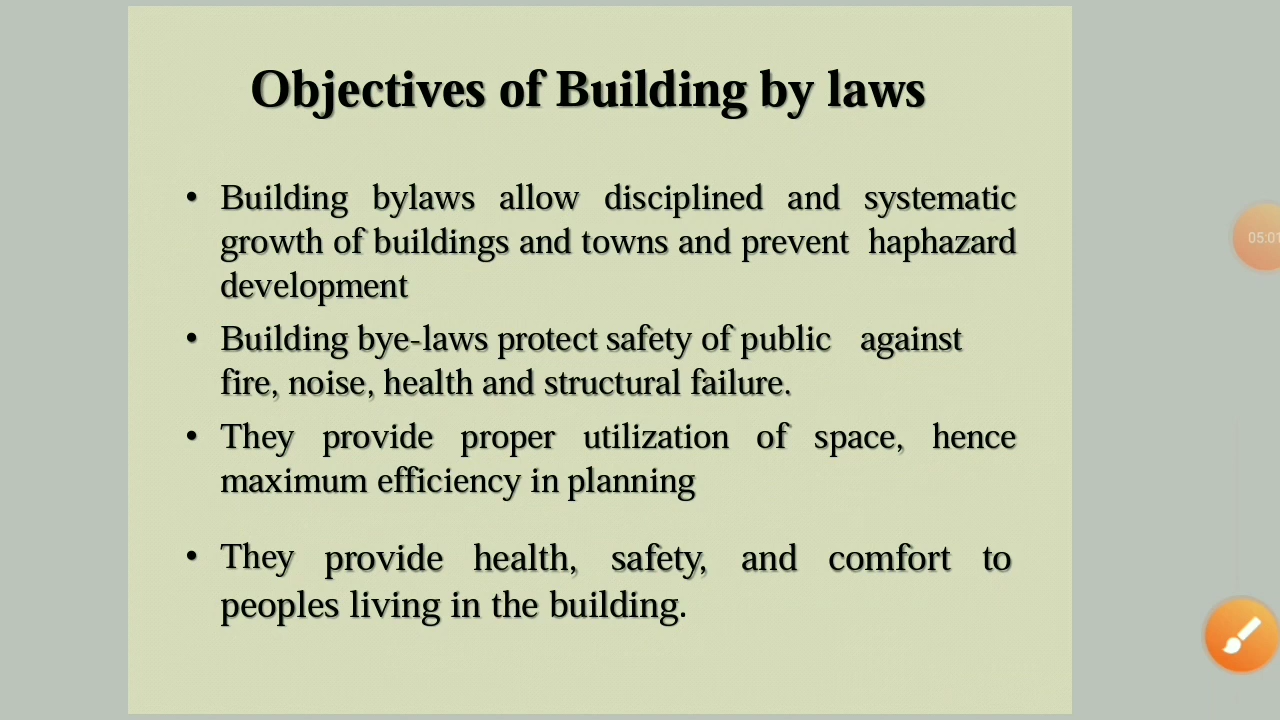 Objectives of Building by laws
• Building bylaws allow disciplined and systematic
growth of buildings and towns and prevent haphazard
development
• Building bye-laws protect safety of public against
fire, noise, health and structural failure.
• They provide proper utilization of space, hence
maximum efficiency in planning
• They provide health, safety, and comfort to
peoples living in the building.
05:01